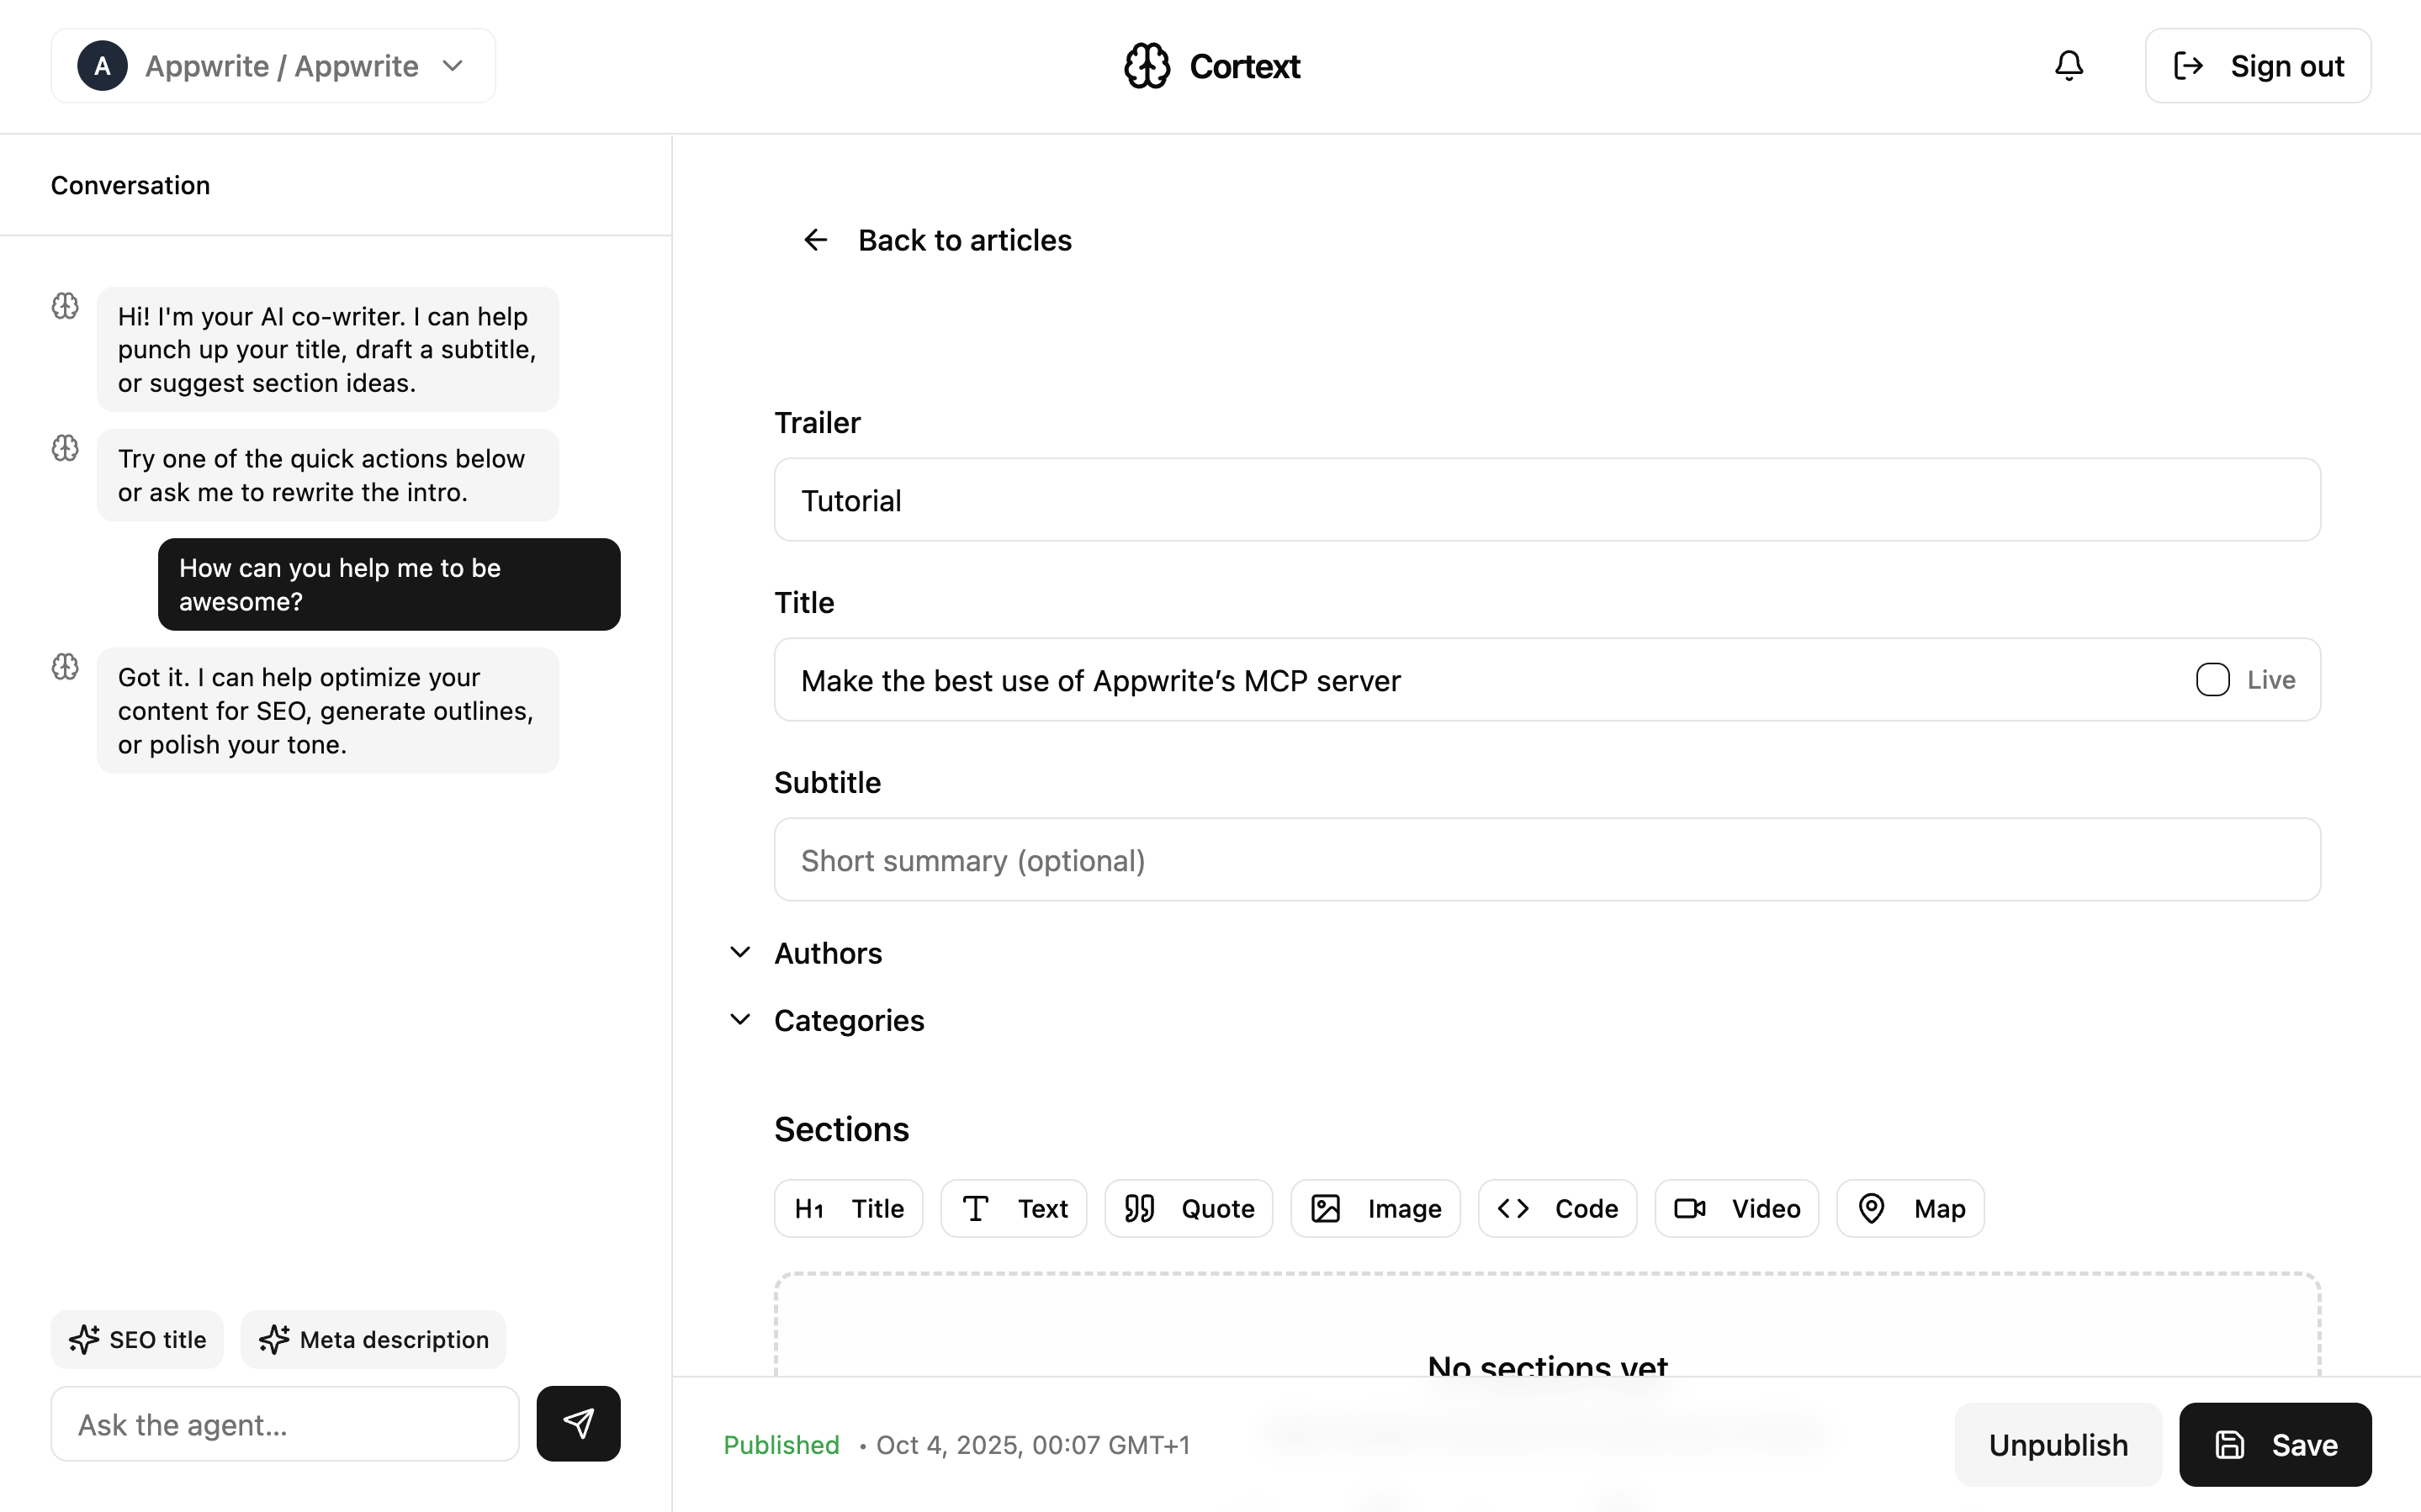 A
Appwrite / Appwrite
Cortext
Sign out
Conversation
Hi! I'm your AI co-writer. I can help
punch up your title, draft a subtitle,
or suggest section ideas.
Try one of the quick actions below
or ask me to rewrite the intro.
How can you help me to be
awesome?
Got it. I can help optimize your
content for SEO, generate outlines,
or polish your tone.
SEO title
Meta description
Ask the agent...
Back to articles
Trailer
Tutorial
Title
Make the best use of Appwrite’s MCP server
Live
Subtitle
Short summary (optional)
Authors
Categories
Sections
H1 Title
Text
Quote
Image
Code
Video
Map
No sections yet
Published • Oct 4, 2025, 00:07 GMT+1
Unpublish
Save